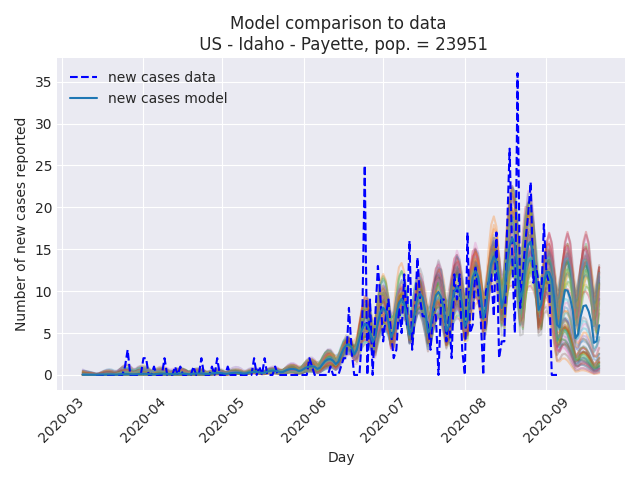 Model comparison to data
US - Idaho - Payette, pop. = 23951
new cases data
new cases model
Number of new cases reported
35
30
25
20
15
10
5
0
2020-03
2020-04
2020-05
2020-06
2020-07
2020-08
2020-09
Day